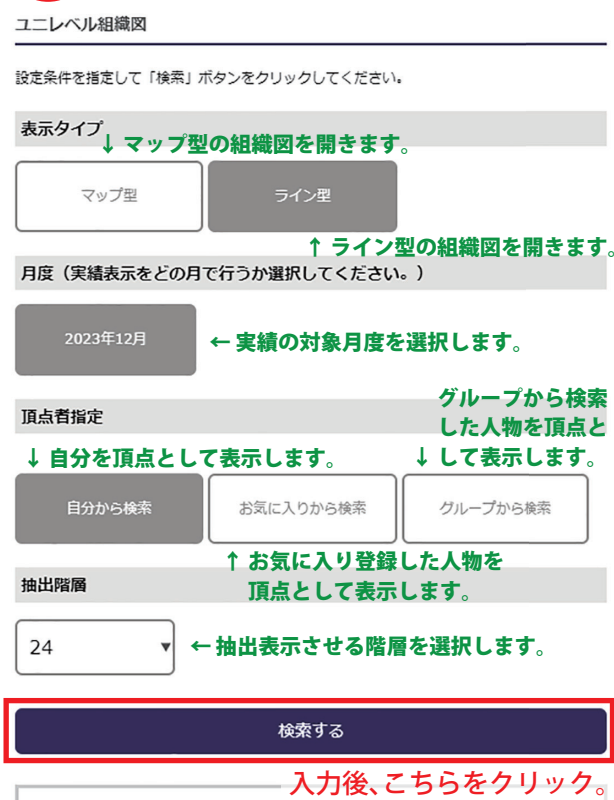 ユニレベル組織図
設定条件を指定して「検索」ボタンをクリックしてください。
表示タイプ
↓ マップ型の組織図を開きます。
マップ型
ライン型
↑ ライン型の組織図を開きます。
月度（実績表示をどの月で行うか選択してください。）
2023年12月
← 実績の対象月度を選択します。
頂点者指定
グループから検索
した人物を頂点と
↓ して表示します。
↓ 自分を頂点として表示します。
自分から検索
お気に入りから検索
グループから検索
↑ お気に入り登録した人物を
頂点として表示します。
抽出階層
24
← 抽出表示させる階層を選択します。
検索する
入力後、こちらをクリック。